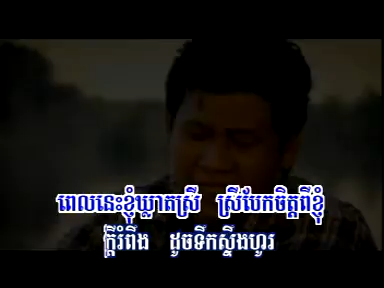 ពេលនេះខ្ញុំឃ្លាតស្រី ស្រីបែកចិត្តពីខ្ញុំ
ក្ដីរំពឹង ដូចទឹកស្ទឹងហូរ